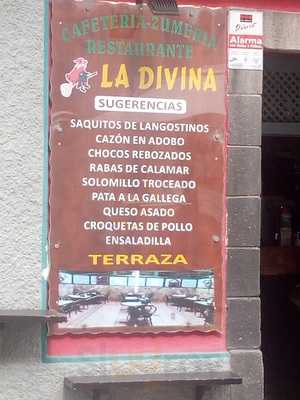 CAFETERIA-ZUMERIA
RESTAURANTE
LA DIVINA
SUGERENCIAS
SAQUITOS DE LANGOSTINOS
CAZÓN EN ADOBO
CHOCOS REBOZADOS
RABAS DE CALAMAR
SOLOMILLO TROCEADO
PATA A LA GALLEGA
QUESO ASADO
CROQUETAS DE POLLO
ENSALADILLA
TERRAZA
Alarma